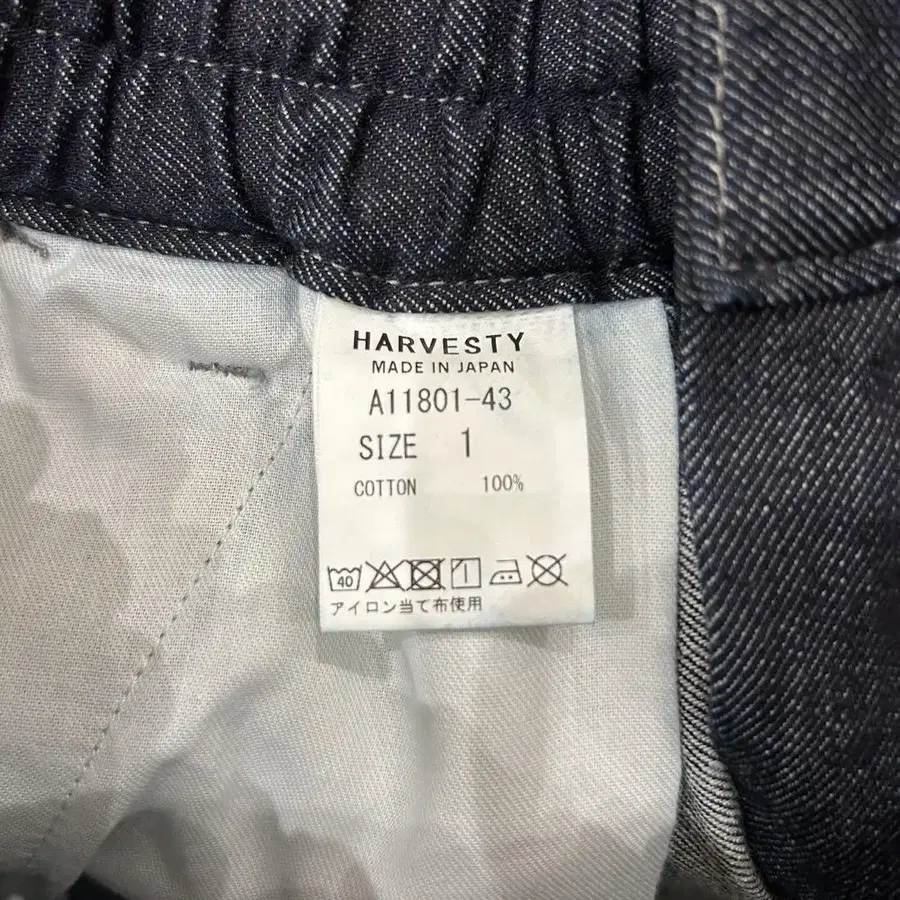 HARVESTY
MADE IN JAPAN
A11801-43
SIZE 1
COTTON 100%
40
アイロン当て布使用